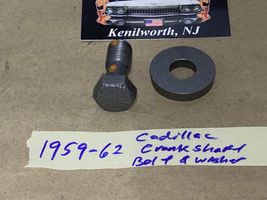 Kenilworth, NJ
1959-62 Cadillac
Crankshaft
Bolt & washer